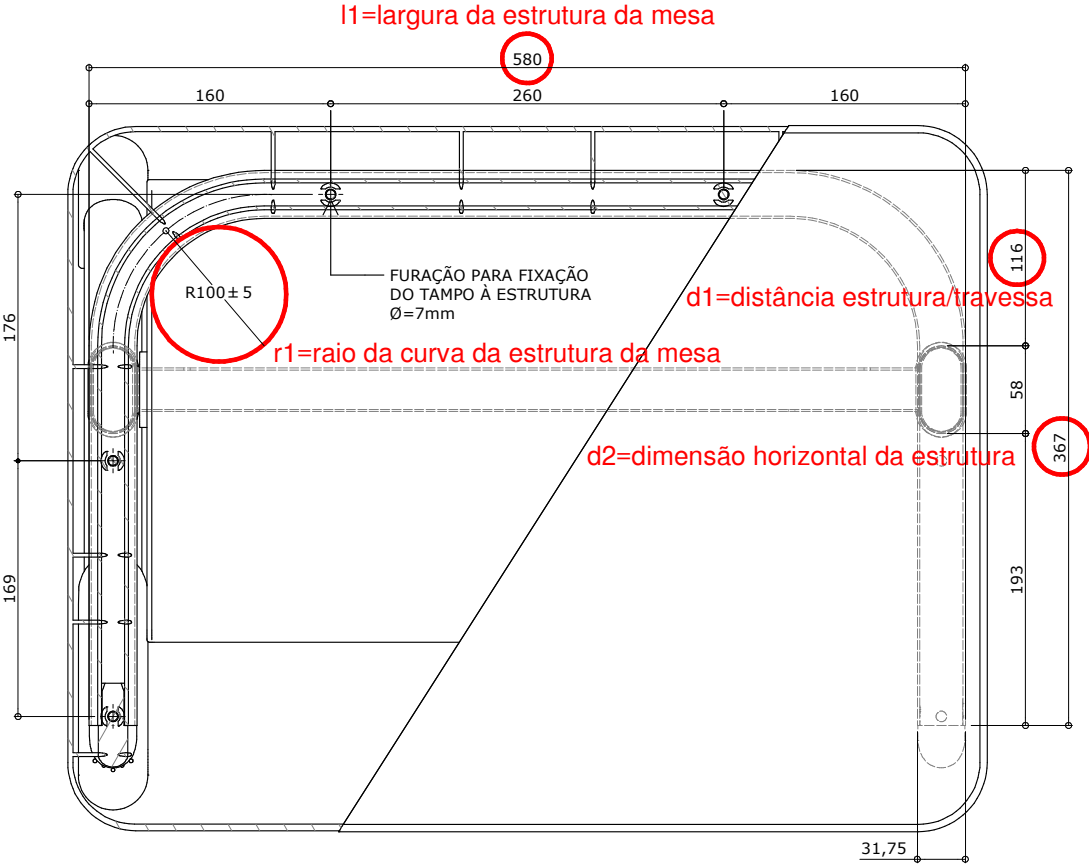 l1=largura da estrutura da mesa
580
160
260
160
116
R100±5
FURAÇÃO PARA FIXAÇÃO
DO TAMPO À ESTRUTURA
Ø=7mm
d1=distância estrutura/travessa
176
r1=raio da curva da estrutura da mesa
58
d2=dimensão horizontal da estrutura
367
169
193
31,75